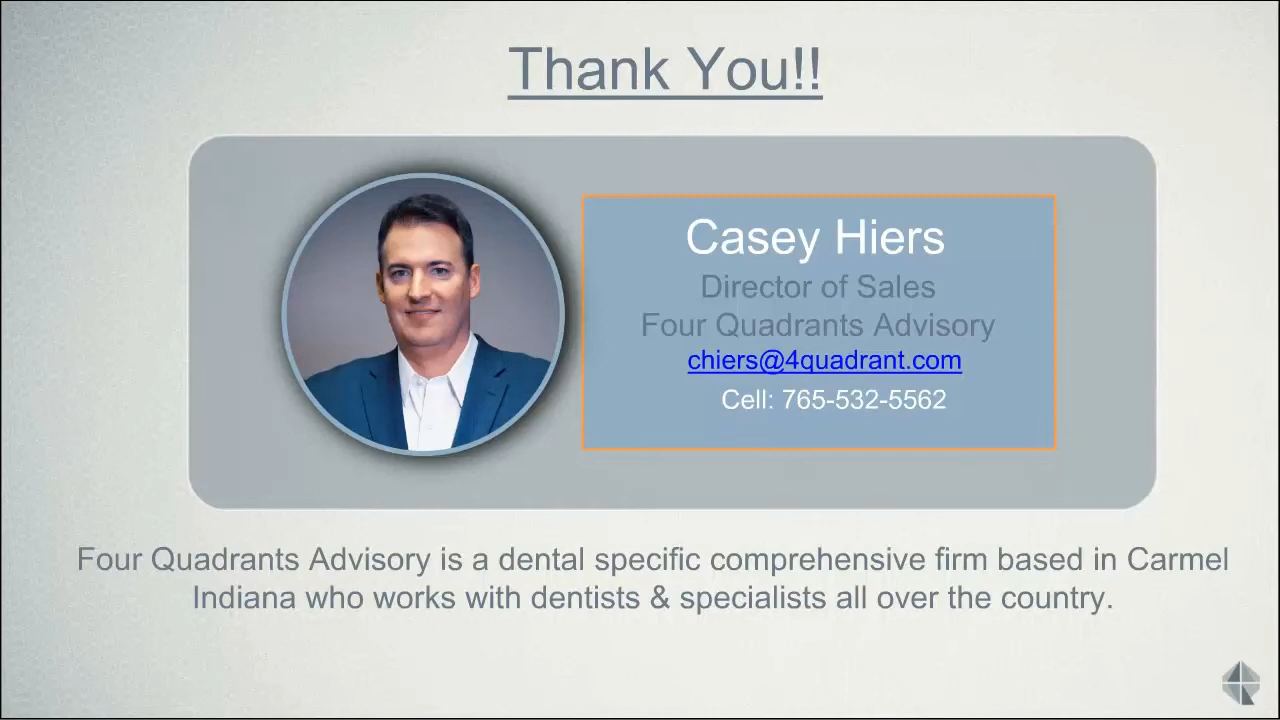 Thank You!!
Casey Hiers
Director of Sales
Four Quadrants Advisory
chiers@4quadrant.com
Cell: 765-532-5562
Four Quadrants Advisory is a dental specific comprehensive firm based in Carmel
Indiana who works with dentists & specialists all over the country.